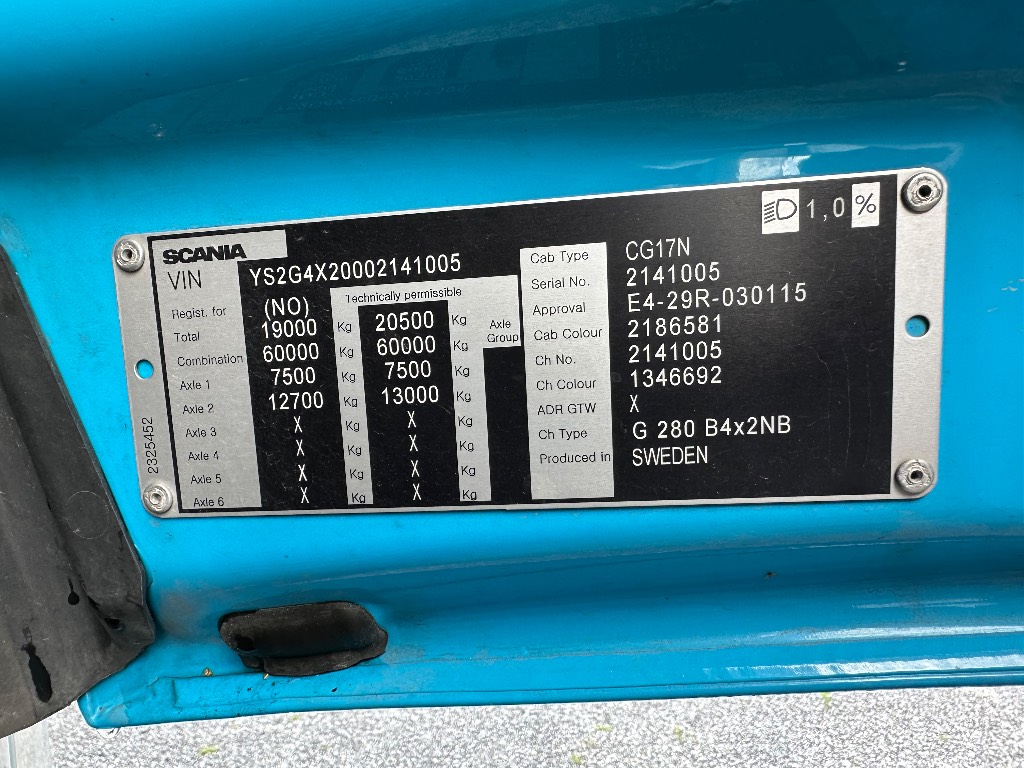 SCANIA
1,0 %
VIN YS2G4X20002141005
Regist. for (NO) Technically permissible
Total 19000 Kg 20500 Kg Axle Group
Combination 60000 Kg 60000 Kg
Axle 1 7500 Kg 7500 Kg
Axle 2 12700 Kg 13000 Kg
Axle 3 X Kg X Kg
Axle 4 X Kg X Kg
Axle 5 X Kg X Kg
Axle 6 X Kg X Kg
Cab Type CG17N
Serial No. 2141005
Approval E4-29R-030115
Cab Colour 2186581
Ch No. 2141005
Ch Colour 1346692
ADR GTW X
Ch Type G 280 B4x2NB
Produced in SWEDEN
2325452